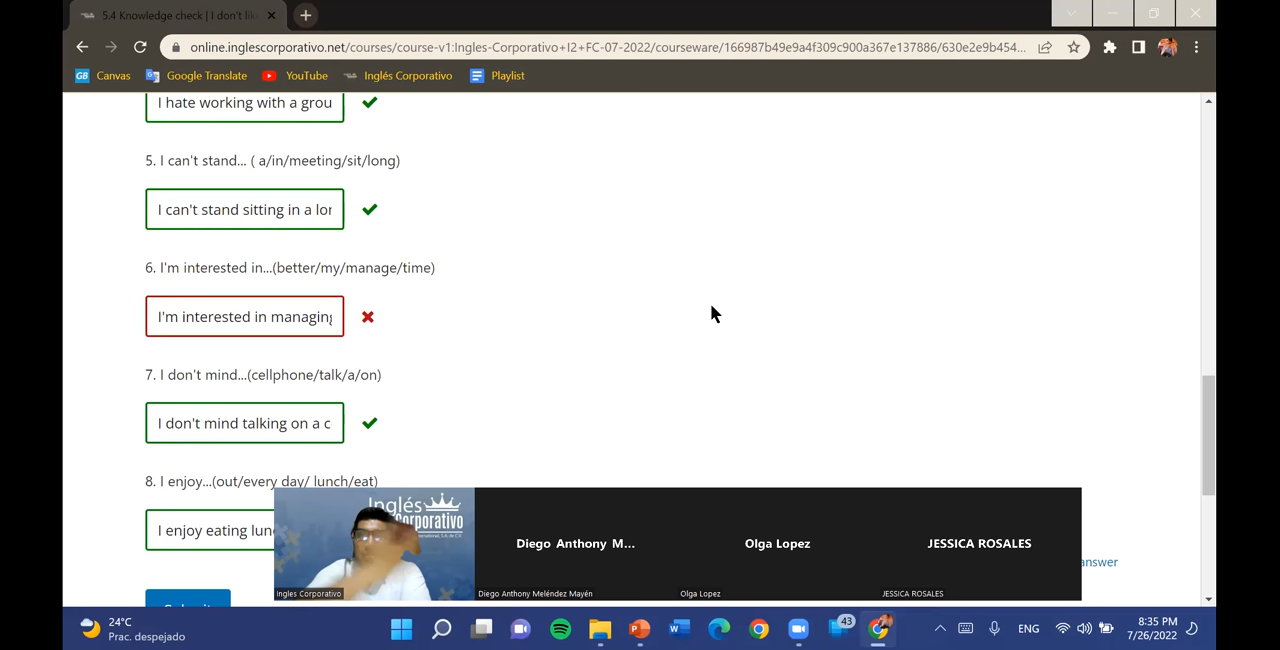 5.4 Knowledge check | I don't lik
online.inglescorporativo.net/courses/course-v1:Ingles-Corporativo+I2+FC-07-2022/courseware/166987b49e9a4f309c900a367e137886/630e2e9b454...
GB Canvas Google Translate YouTube Inglés Corporativo Playlist
I hate working with a grou
5. I can't stand... ( a/in/meeting/sit/long)
I can't stand sitting in a lor
6. I'm interested in...(better/my/manage/time)
I'm interested in managing
7. I don't mind...(cellphone/talk/a/on)
I don't mind talking on a c
8. I enjoy...(out/every day/ lunch/eat)
I enjoy eating lun
answer
Inglés
Corporativo
Diego Anthony M...
Olga Lopez
JESSICA ROSALES
Ingles Corporativo
Diego Anthony Meléndez Mayén
Olga Lopez
JESSICA ROSALES
24°C
Prac. despejado
43
ENG
8:35 PM
7/26/2022